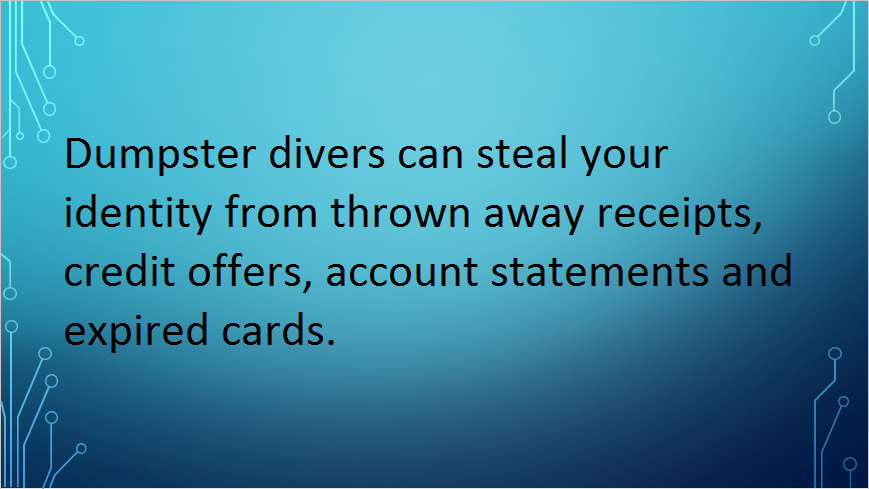 Dumpster divers can steal your
identity from thrown away receipts,
credit offers, account statements and
expired cards.